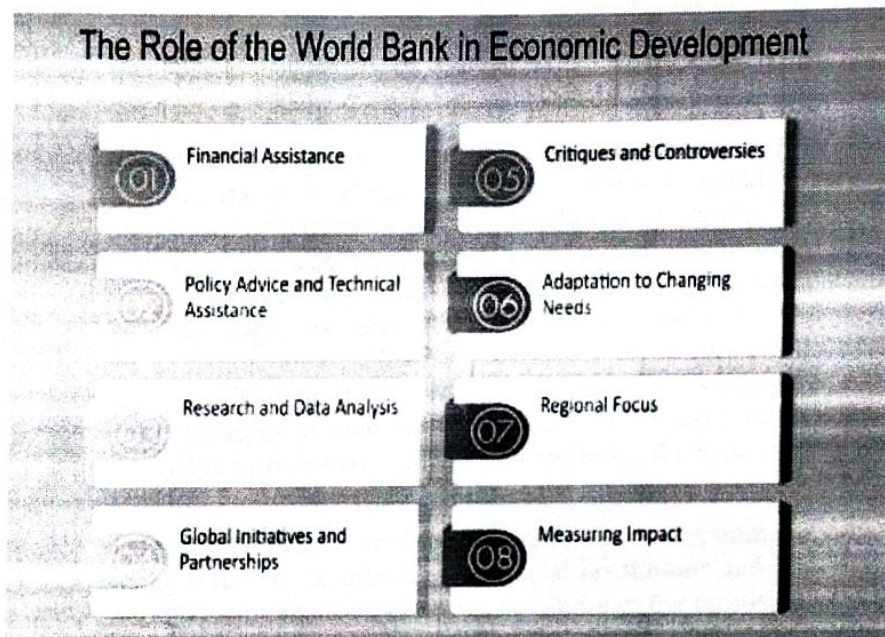 The Role of the World Bank in Economic Development
01
Financial Assistance
02
Policy Advice and Technical
Assistance
Research and Data Analysis
Global Initiatives and
Partnerships
05
Critiques and Controversies
06
Adaptation to Changing
Needs
07
Regional Focus
08
Measuring Impact